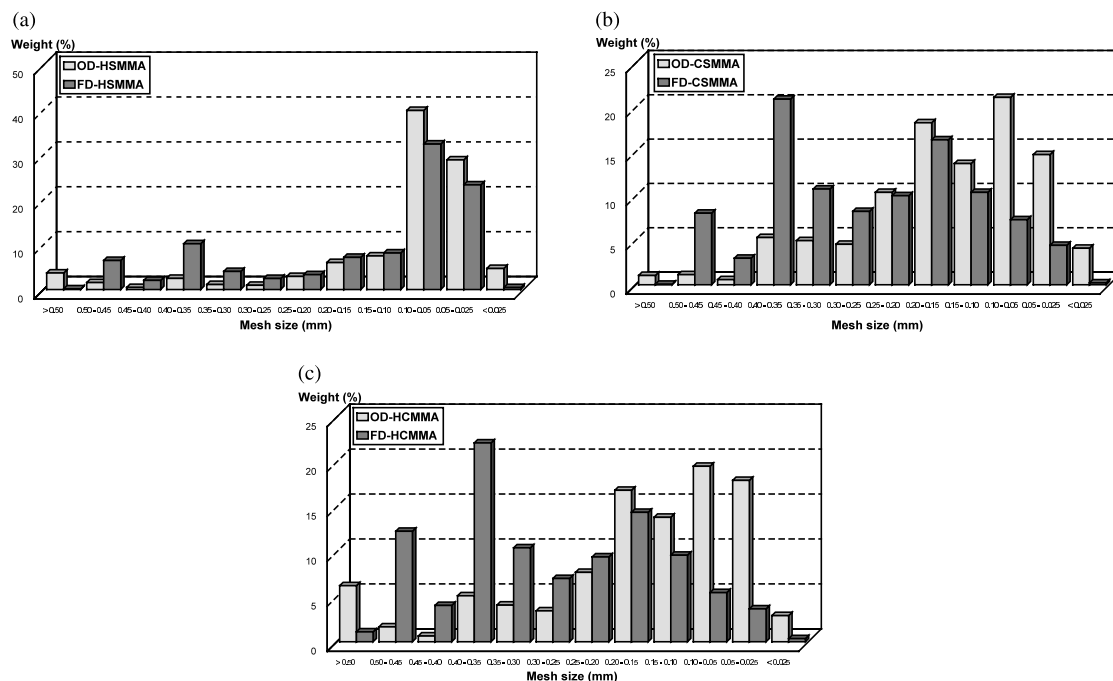 (a)
Weight (%)
50
40
30
20
10
0
OD-HSMMA
FD-HSMMA
> 0.50 0.50 - 0.45 0.45 - 0.40 0.40 - 0.35 0.35 - 0.30 0.30 - 0.25 0.25 - 0.20 0.20 - 0.15 0.15 - 0.10 0.10 - 0.05 0.05 - 0.025 < 0.025
Mesh size (mm)
(b)
Weight (%)
25
20
15
10
5
0
OD-CSMMA
FD-CSMMA
> 0.50 0.50 - 0.45 0.45 - 0.40 0.40 - 0.35 0.35 - 0.30 0.30 - 0.25 0.25 - 0.20 0.20 - 0.15 0.15 - 0.10 0.10 - 0.05 0.05 - 0.025 < 0.025
Mesh size (mm)
(c)
Weight (%)
25
20
15
10
5
0
OD-HCMMA
FD-HCMMA
> 0.50 0.50 - 0.45 0.45 - 0.40 0.40 - 0.35 0.35 - 0.30 0.30 - 0.25 0.25 - 0.20 0.20 - 0.15 0.15 - 0.10 0.10 - 0.05 0.05 - 0.025 < 0.025
Mesh size (mm)